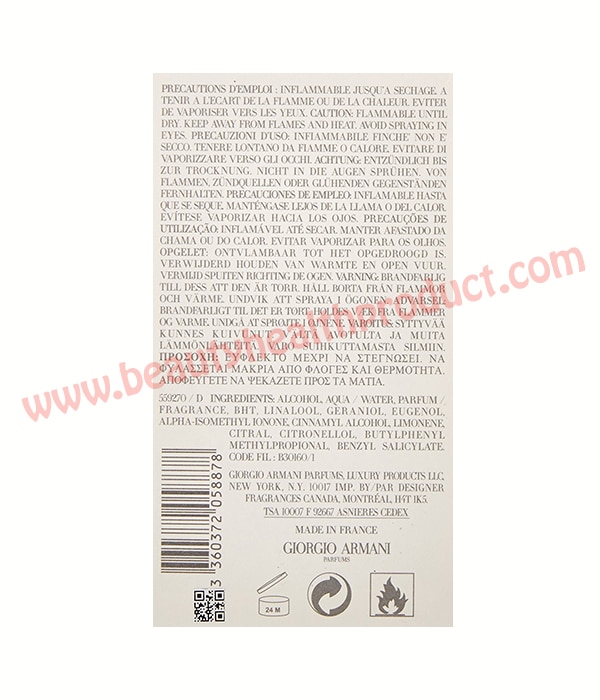 PRECAUTIONS D'EMPLOI : INFLAMMABLE JUSQU'A SECHAGE. A
TENIR A L'ECART DE LA FLAMME OU DE LA CHALEUR. EVITER
DE VAPORISER VERS LES YEUX. CAUTION: FLAMMABLE UNTIL
DRY. KEEP AWAY FROM FLAMES AND HEAT. AVOID SPRAYING IN
EYES. PRECAUZIONI D'USO: INFIAMMABILE FINCHE' NON E'
SECCO. TENERE LONTANO DA FIAMME O CALORE. EVITARE DI
VAPORIZZARE VERSO GLI OCCHI. ACHTUNG: ENTZÜNDLICH BIS
ZUR TROCKNUNG. NICHT IN DIE AUGEN SPRÜHEN. VON
FLAMMEN, ZÜNDQUELLEN ODER GLÜHENDEN GEGENSTÄNDEN
FERNHALTEN. PRECAUCIONES DE EMPLEO: INFLAMABLE HASTA
QUE SE SEQUE. MANTÉNGASE LEJOS DE LA LLAMA O DEL CALOR.
EVÍTESE VAPORIZAR HACIA LOS OJOS. PRECAUÇÕES DE
UTILIZAÇÃO: INFLAMÁVEL ATÉ SECAR. MANTER AFASTADO DA
CHAMA OU DO CALOR. EVITAR VAPORIZAR PARA OS OLHOS.
OPGELET: ONTVLAMBAAR TOT HET OPGEDROOGD IS.
VERWIJDERD HOUDEN VAN WARMTE EN OPEN VUUR.
VERMIJD SPUITEN RICHTING DE OGEN. VARNING: BRANDFARLIG
TILL DESS ATT DEN ÄR TORR. HÅLL BORTA FRÅN FLAMMOR
OCH VÄRME. UNDVIK ATT SPRAYA I ÖGONEN. ADVARSEL:
BRANDFARLIGT TIL DET ER TORT. HOLD VÆK FRA FLAMMER
OG VARME UNDGÅ AT SPRØJTE I ØJNENE. SYTTYVÄÄ
KUNNES KUIVUNUT. VÄLTÄ TULTA JA MUITA
LÄMMÖNLÄHTEITÄ. VARO SUIHKUTTAMASTA SILMIIN.
ΠΡΟΣΟΧΗ: ΕΥΦΛΕΚΤΟ ΜΕΧΡΙ ΝΑ ΣΤΕΓΝΩΣΕΙ. ΝΑ
ΦΥΛΑΣΣΕΤΑΙ ΜΑΚΡΙΑ ΑΠΟ ΦΛΟΓΕΣ ΚΑΙ ΘΕΡΜΟΤΗΤΑ.
ΑΠΟΦΕΥΓΕΤΕ ΝΑ ΨΕΚΑΖΕΤΕ ΠΡΟΣ ΤΑ ΜΑΤΙΑ.
www.beautyhealthproduct.com
559270 / D INGREDIENTS: ALCOHOL, AQUA / WATER, PARFUM /
FRAGRANCE, BHT, LINALOOL, GERANIOL, EUGENOL,
ALPHA-ISOMETHYL IONONE, CINNAMYL ALCOHOL, LIMONENE,
CITRAL, CITRONELLOL, BUTYLPHENYL
METHYLPROPIONAL, BENZYL SALICYLATE.
CODE FIL : B30160/1
GIORGIO ARMANI PARFUMS, LUXURY PRODUCTS LLC,
NEW YORK, N.Y. 10017 IMP. BY/PAR DESIGNER
FRAGRANCES CANADA, MONTRÉAL, H4T 1K5.
TSA 10007 F 92667 ASNIERES CEDEX
MADE IN FRANCE
GIORGIO ARMANI
PARFUMS
3 360372 058878
24 M